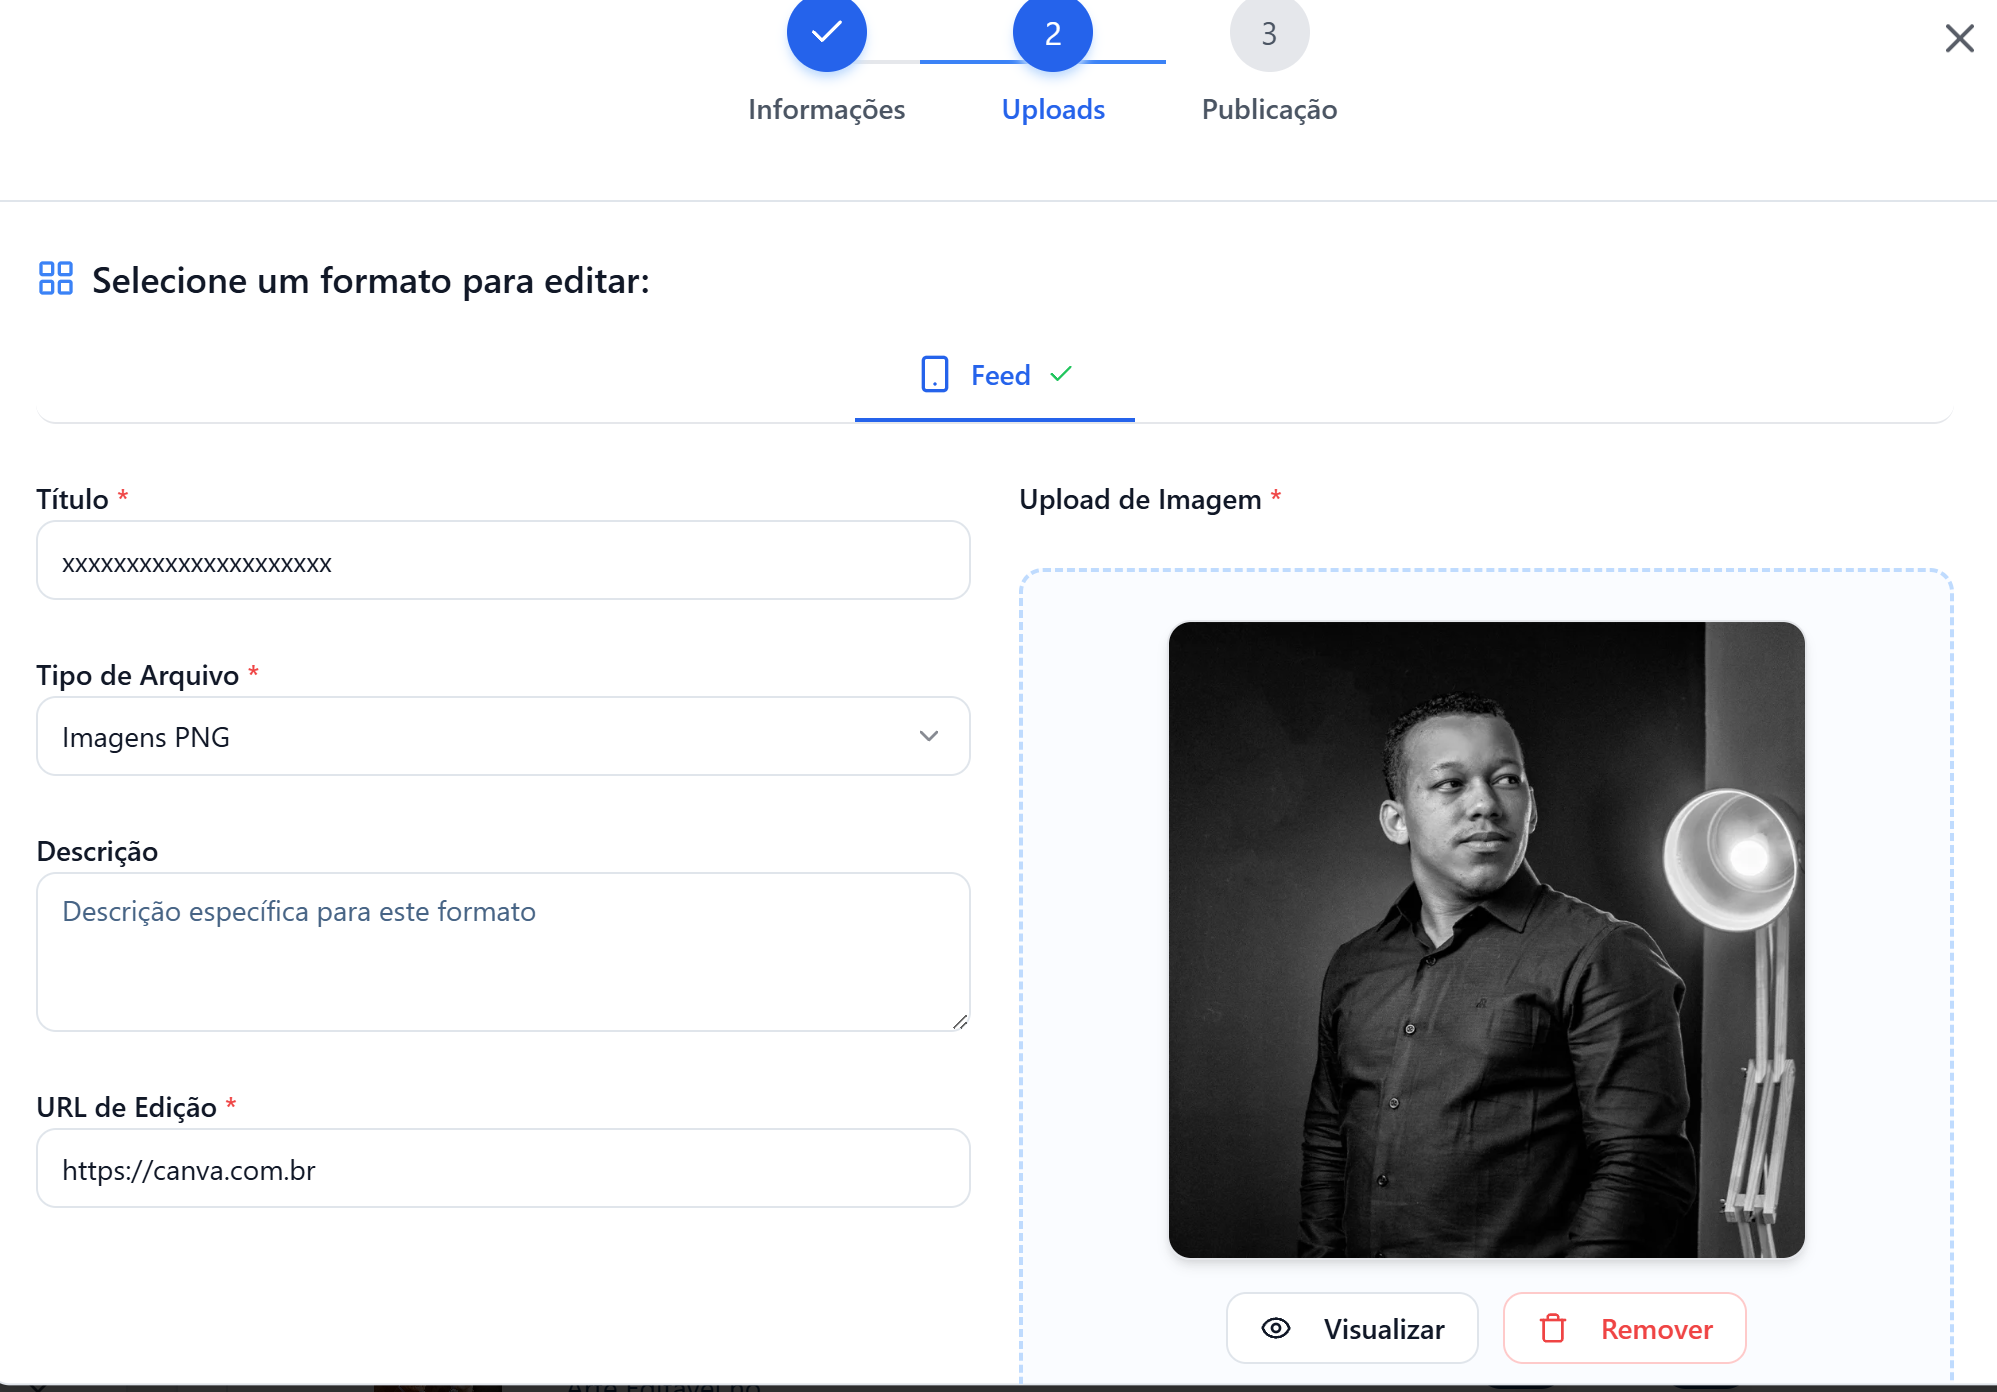 2
3
Informações
Uploads
Publicação
Selecione um formato para editar:
Feed
Título *
xxxxxxxxxxxxxxxxxxxxx
Upload de Imagem *
Tipo de Arquivo *
Imagens PNG
Descrição
Descrição específica para este formato
URL de Edição *
https://canva.com.br
Visualizar
Remover